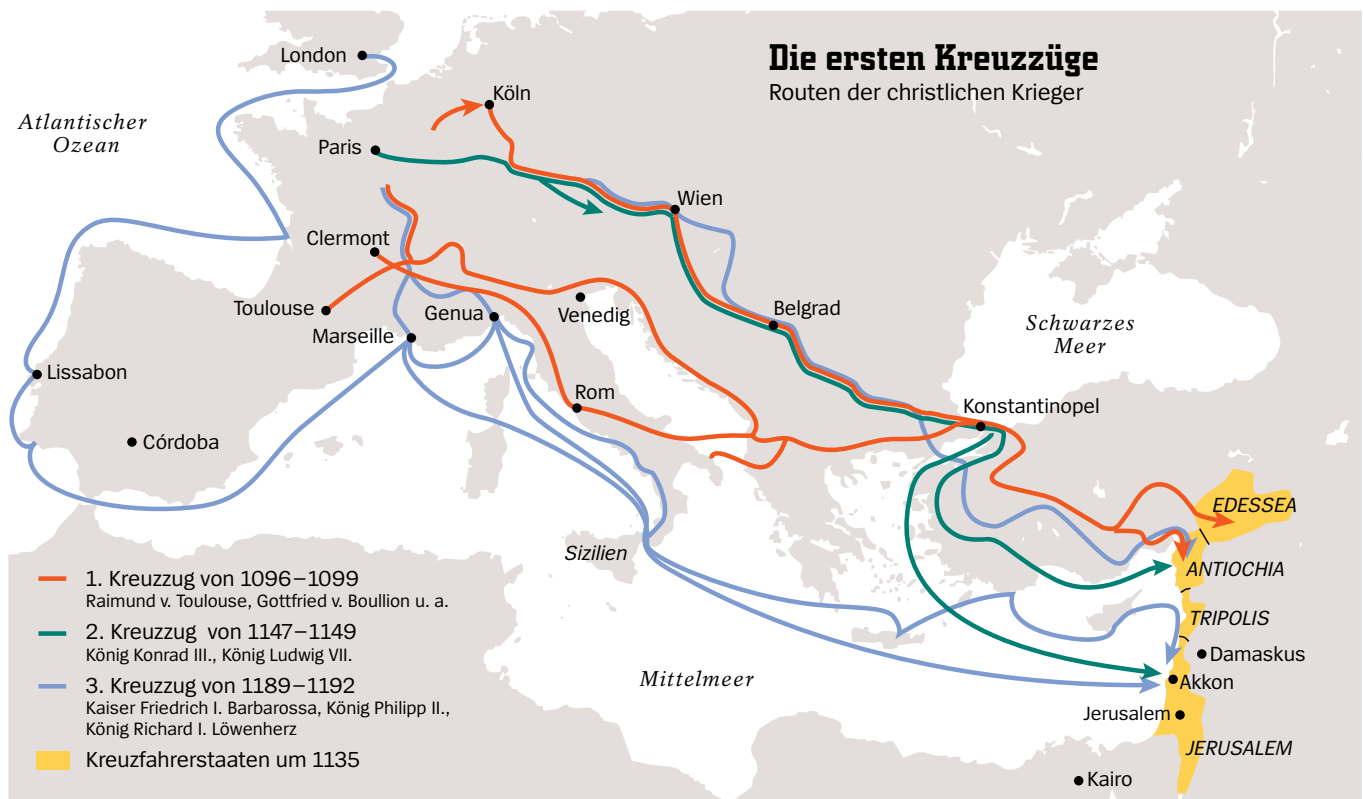 Die ersten Kreuzzüge
Routen der christlichen Krieger
London
Köln
Atlantischer
Ozean
Paris
Wien
Clermont
Toulouse
Genua
Venedig
Belgrad
Marseille
Schwarzes
Meer
Lissabon
Rom
Konstantinopel
Córdoba
EDESSEA
Sizilien
ANTIOCHIA
TRIPOLIS
Damaskus
Mittelmeer
Akkon
Jerusalem
JERUSALEM
Kairo
1. Kreuzzug von 1096–1099
Raimund v. Toulouse, Gottfried v. Boullion u. a.
2. Kreuzzug von 1147–1149
König Konrad III., König Ludwig VII.
3. Kreuzzug von 1189–1192
Kaiser Friedrich I. Barbarossa, König Philipp II.,
König Richard I. Löwenherz
Kreuzfahrerstaaten um 1135